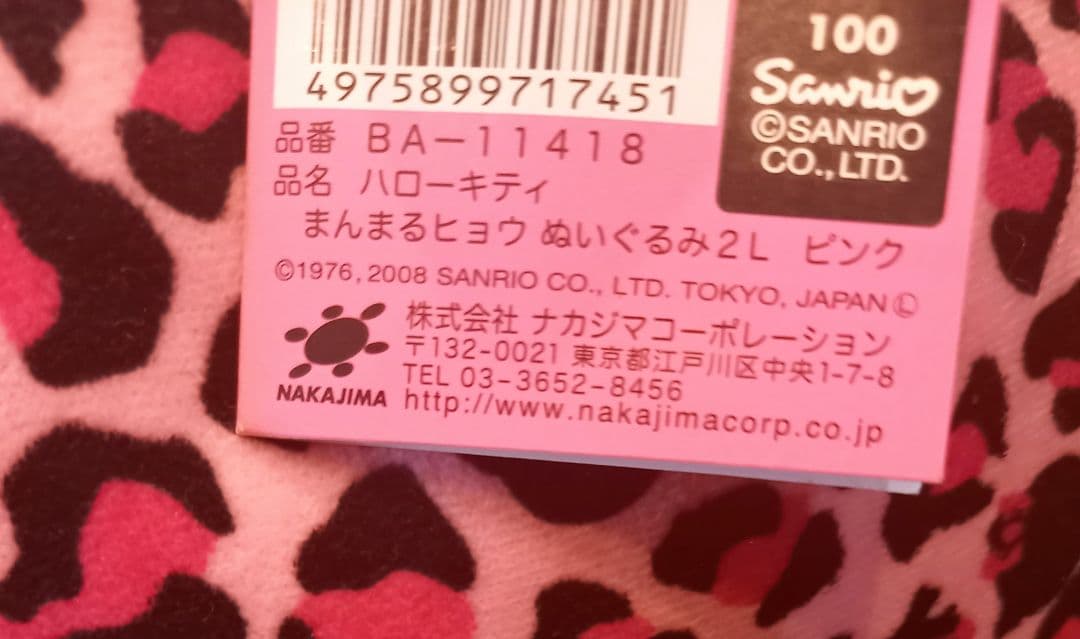 4975899717451
100
Sanrio
©SANRIO
CO.,LTD.
品番 BA-11418
品名 ハローキティ
まんまるヒョウ ぬいぐるみ2L ピンク
©1976, 2008 SANRIO CO., LTD. TOKYO, JAPAN Ⓛ
株式会社 ナカジマコーポレーション
〒132-0021 東京都江戸川区中央1-7-8
TEL 03-3652-8456
http://www.nakajimacorp.co.jp
NAKAJIMA